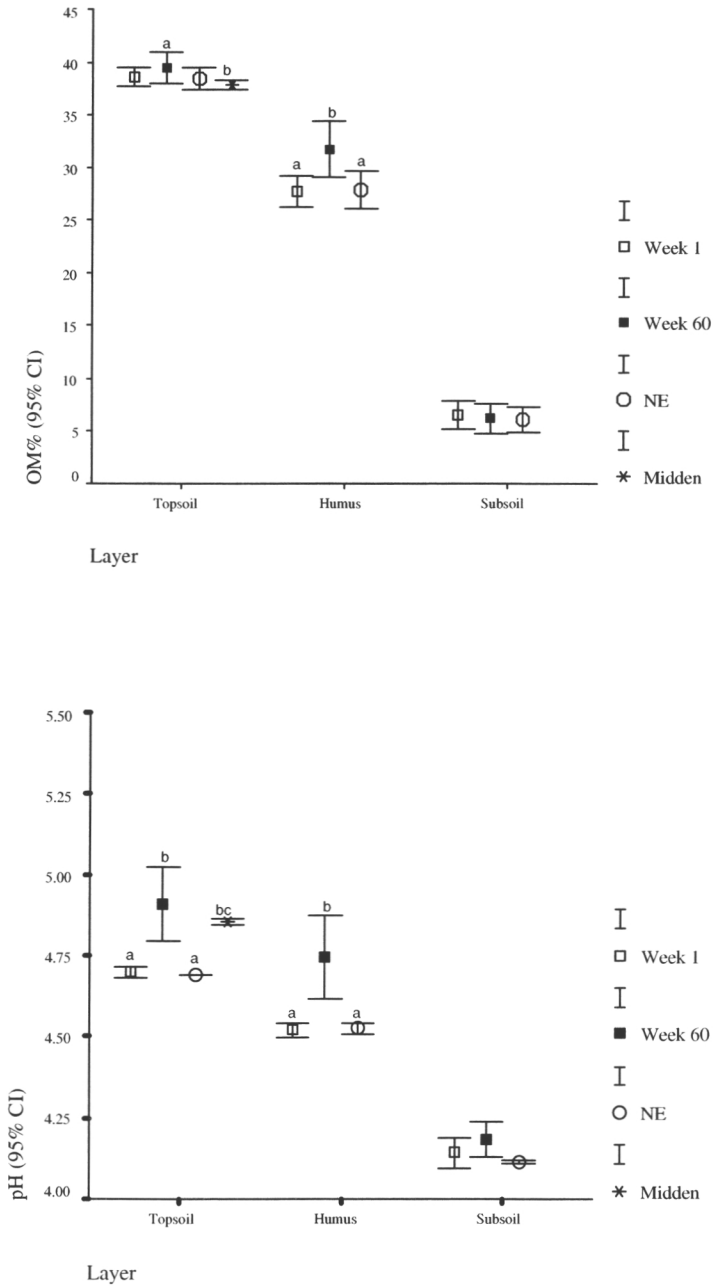 45
40
35
30
25
20
15
10
5
0
OM% (95% CI)
a
b
a
b
a
Topsoil
Humus
Subsoil
Layer
Week 1
Week 60
NE
Midden
5.50
5.25
5.00
4.75
4.50
4.25
4.00
pH (95% CI)
a
b
a
bc
a
b
a
Topsoil
Humus
Subsoil
Layer
Week 1
Week 60
NE
Midden